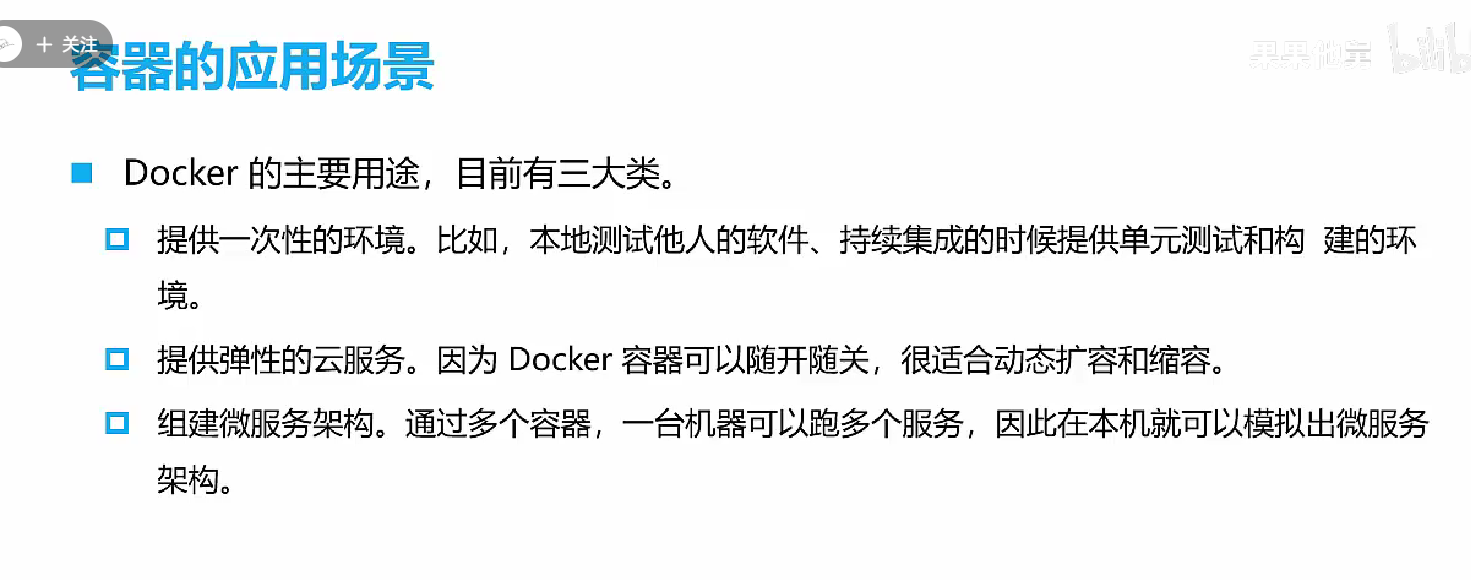 + 关注
容器的应用场景
果果他宝
bilibili
Docker 的主要用途，目前有三大类。
提供一次性的环境。比如，本地测试他人的软件、持续集成的时候提供单元测试和构 建的环
境。
提供弹性的云服务。因为 Docker 容器可以随开随关，很适合动态扩容和缩容。
组建微服务架构。通过多个容器，一台机器可以跑多个服务，因此在本机就可以模拟出微服务
架构。